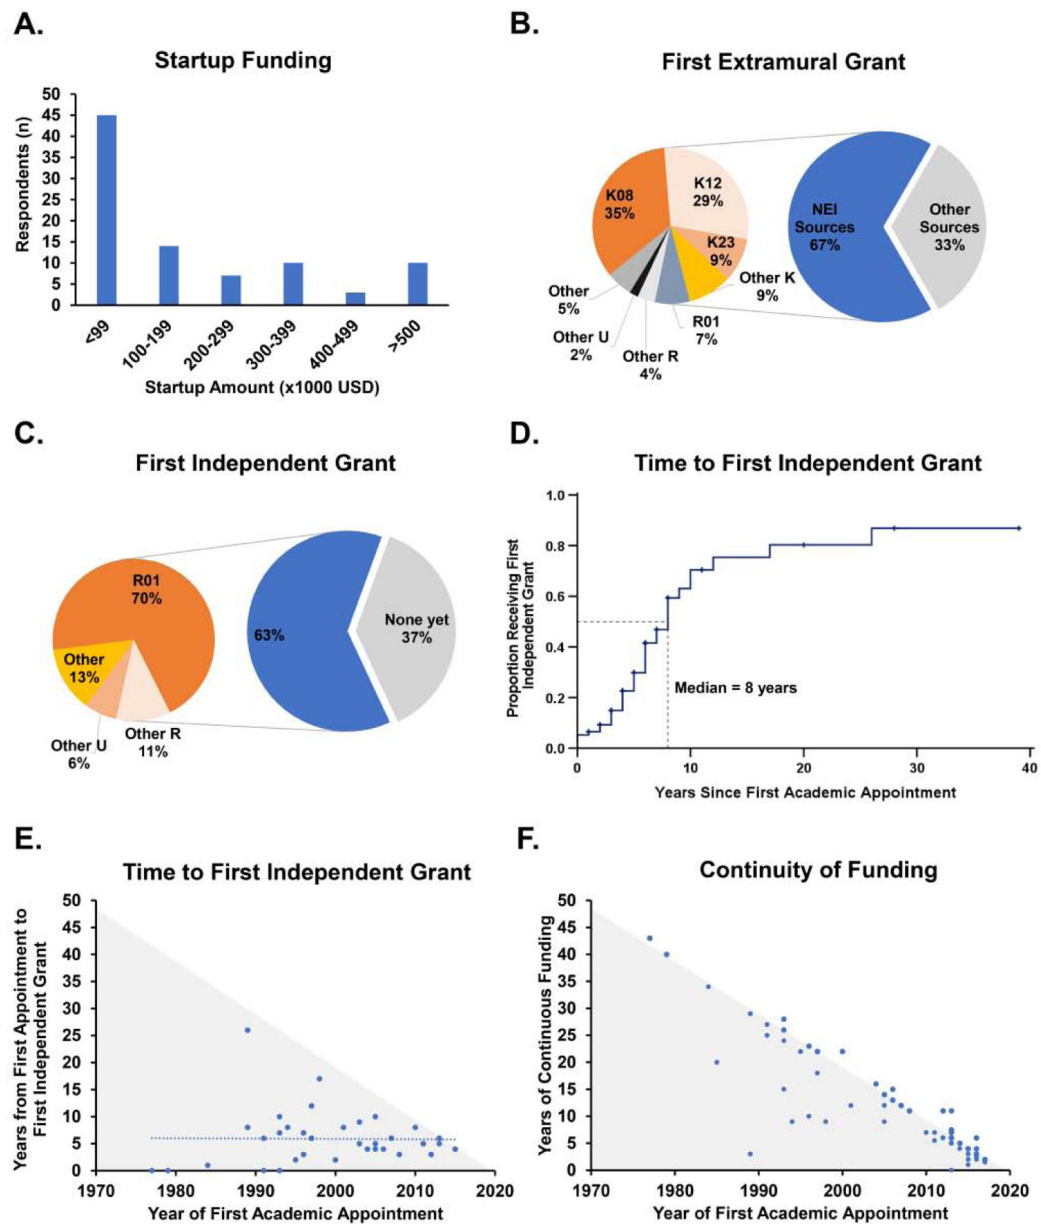 A.
Startup Funding
Respondents (n)
50
45
40
35
30
25
20
15
10
5
0
<99
100-199
200-299
300-399
400-499
>500
Startup Amount (x1000 USD)
B.
First Extramural Grant
K08
35%
K12
29%
K23
9%
Other K
9%
R01
7%
Other R
4%
Other U
2%
Other
5%
NEI
Sources
67%
Other
Sources
33%
C.
First Independent Grant
R01
70%
Other
13%
Other U
6%
Other R
11%
63%
None yet
37%
D.
Time to First Independent Grant
Proportion Receiving First
Independent Grant
1.0
0.8
0.6
0.4
0.2
0.0
Median = 8 years
0
10
20
30
40
Years Since First Academic Appointment
E.
Time to First Independent Grant
Years from First Appointment to
First Independent Grant
50
45
40
35
30
25
20
15
10
5
0
1970
1980
1990
2000
2010
2020
Year of First Academic Appointment
F.
Continuity of Funding
Years of Continuous Funding
50
45
40
35
30
25
20
15
10
5
0
1970
1980
1990
2000
2010
2020
Year of First Academic Appointment